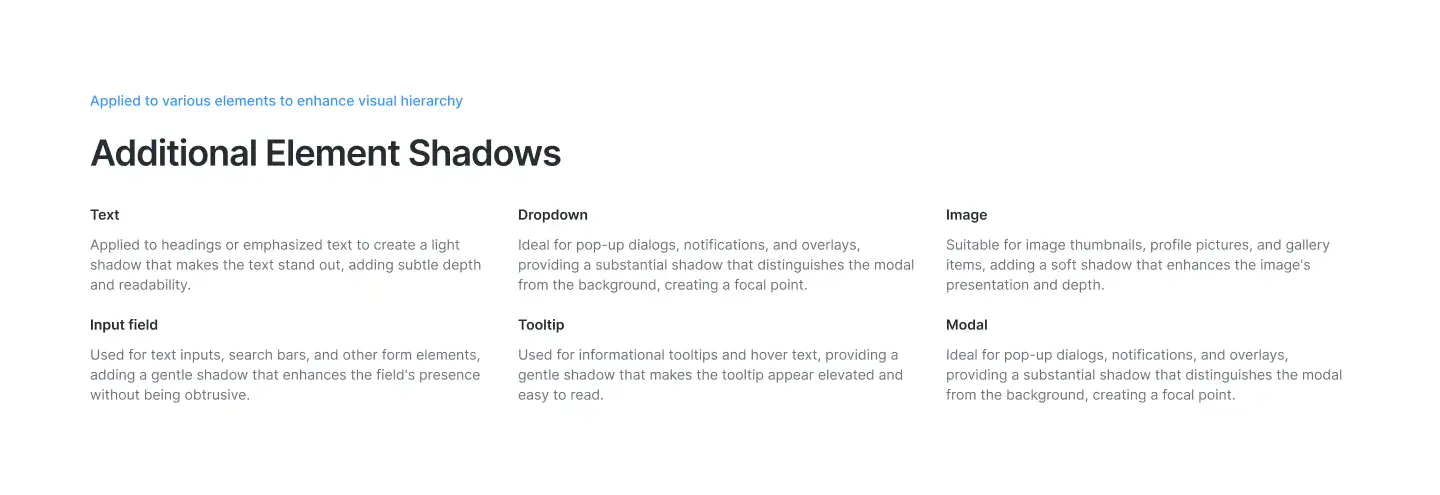 Applied to various elements to enhance visual hierarchy
Additional Element Shadows
Text
Applied to headings or emphasized text to create a light
shadow that makes the text stand out, adding subtle depth
and readability.
Dropdown
Ideal for pop-up dialogs, notifications, and overlays,
providing a substantial shadow that distinguishes the modal
from the background, creating a focal point.
Image
Suitable for image thumbnails, profile pictures, and gallery
items, adding a soft shadow that enhances the image's
presentation and depth.
Input field
Used for text inputs, search bars, and other form elements,
adding a gentle shadow that enhances the field's presence
without being obtrusive.
Tooltip
Used for informational tooltips and hover text, providing a
gentle shadow that makes the tooltip appear elevated and
easy to read.
Modal
Ideal for pop-up dialogs, notifications, and overlays,
providing a substantial shadow that distinguishes the modal
from the background, creating a focal point.